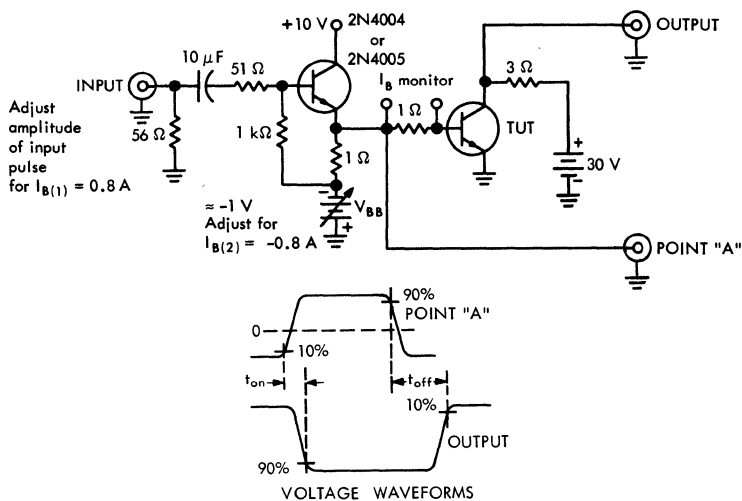 +10 V
2N4004
or
2N4005
OUTPUT
10 μF
51 Ω
INPUT
I_B monitor
3 Ω
1 Ω
TUT
Adjust
amplitude
of input
pulse
for I_B(1) = 0.8 A
56 Ω
1 kΩ
1 Ω
+
30 V
-
-
V_BB
+
≈ -1 V
Adjust for
I_B(2) = -0.8 A
POINT "A"
90%
POINT "A"
0
10%
t_on
t_off
10%
OUTPUT
90%
VOLTAGE WAVEFORMS